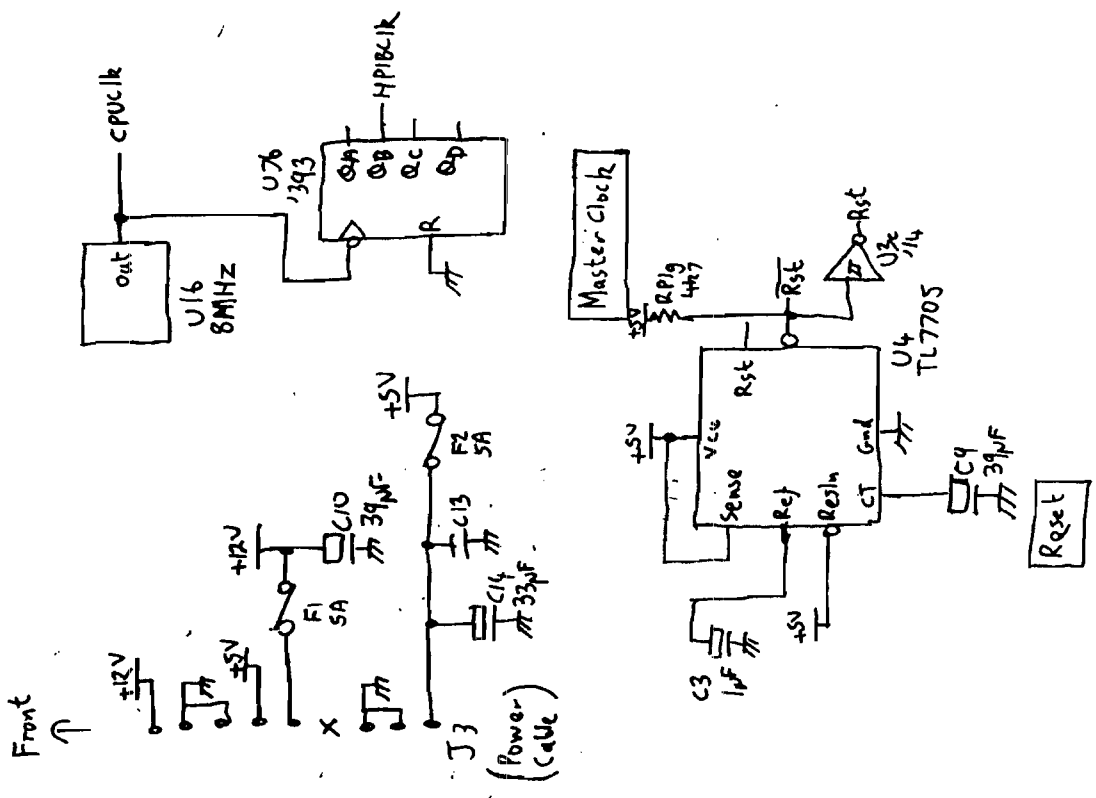 Front
↑
+12V
+5V
+12V
F1
5A
C10
39µF
+5V
X
F2
5A
C13
C14
33µF
J3
(Power
Cable)
CPUClk
out
U16
8MHz
U76
'393
QA
QB
QC
QD
R
HPIBClk
Master Clock
+5V
RP1g
4k7
Rst
Rst
U3c
'14
Rst
U4
TL7705
+5V
Vcc
Sense
Ref
ResIn
CT
Gnd
C3
1µF
+5V
C9
39µF
Reset